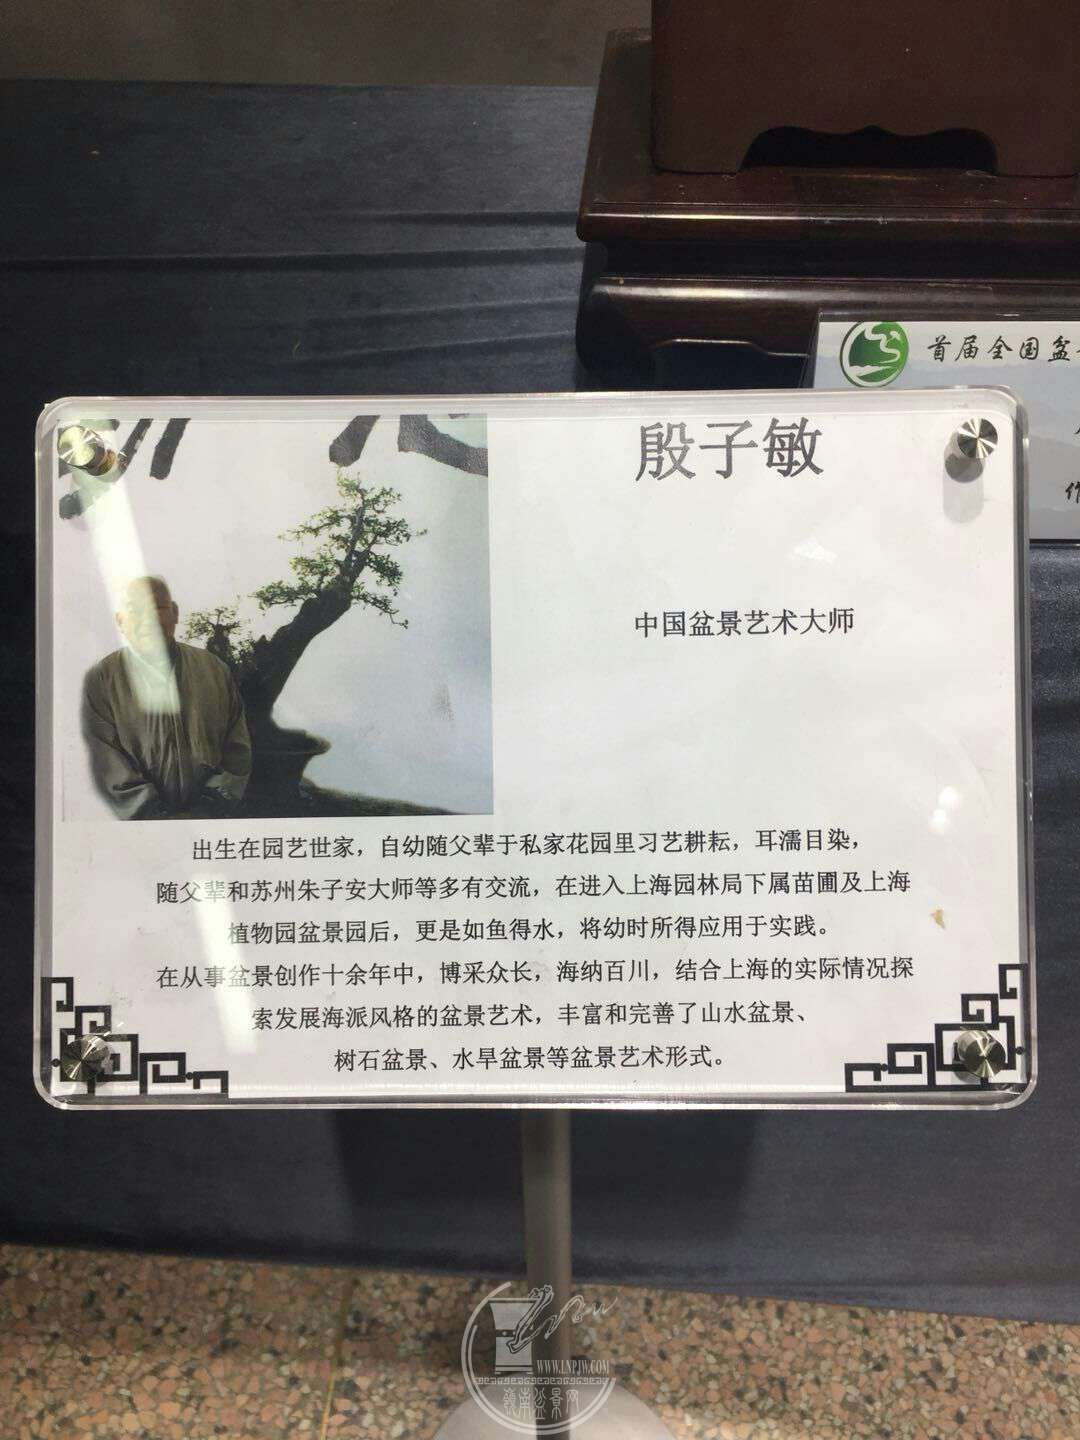 首届全国盆
殷子敏
中国盆景艺术大师
出生在园艺世家，自幼随父辈于私家花园里习艺耕耘，耳濡目染，
随父辈和苏州朱子安大师等多有交流，在进入上海园林局下属苗圃及上海
植物园盆景园后，更是如鱼得水，将幼时所得应用于实践。
在从事盆景创作十余年中，博采众长，海纳百川，结合上海的实际情况探
索发展海派风格的盆景艺术，丰富和完善了山水盆景、
树石盆景、水旱盆景等盆景艺术形式。
WWW.LNPJW.COM
嶺南盆景网